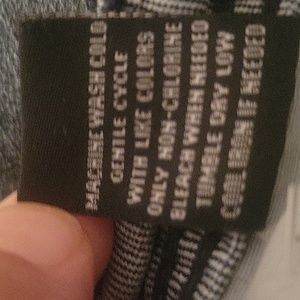 MACHINE WASH COLD
GENTLE CYCLE
WITH LIKE COLORS
ONLY NON-CHLORINE
BLEACH WHEN NEEDED
TUMBLE DRY LOW
COOL IRON IF NEEDED